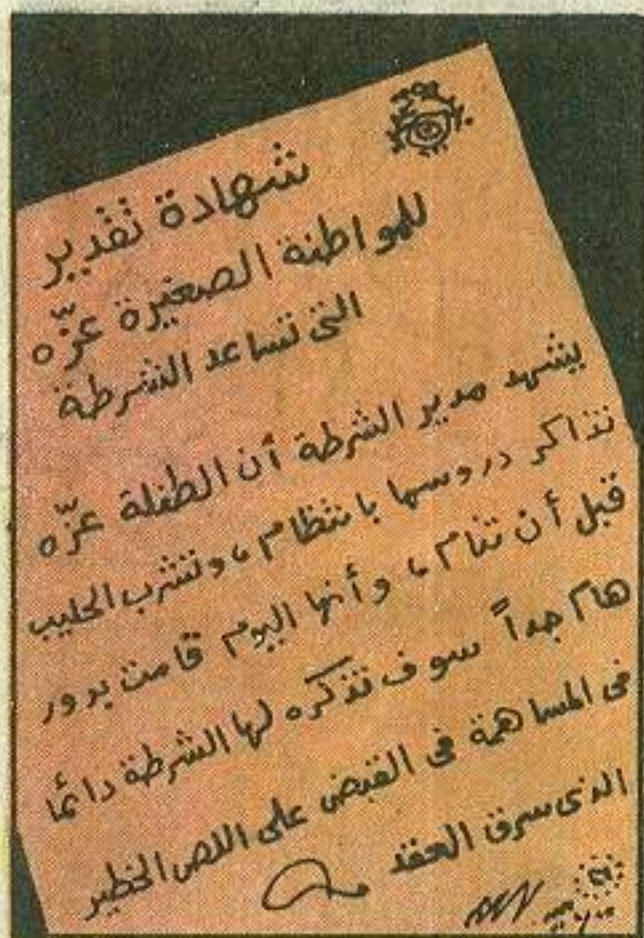 شهادة تقدير
للمواطنة الصغيرة عزّه
التى تساعد الشرطة
يشهد مدير الشرطة أن الطفلة عزّه
تذاكر دروسها بانتظام، وتشرب الحليب
قبل أن تنام، وأنها اليوم قامت بدور
هام جداً سوف تذكره لها الشرطة دائما
فى المساهمة فى القبض على اللص الخطير
الذى سرق العقد